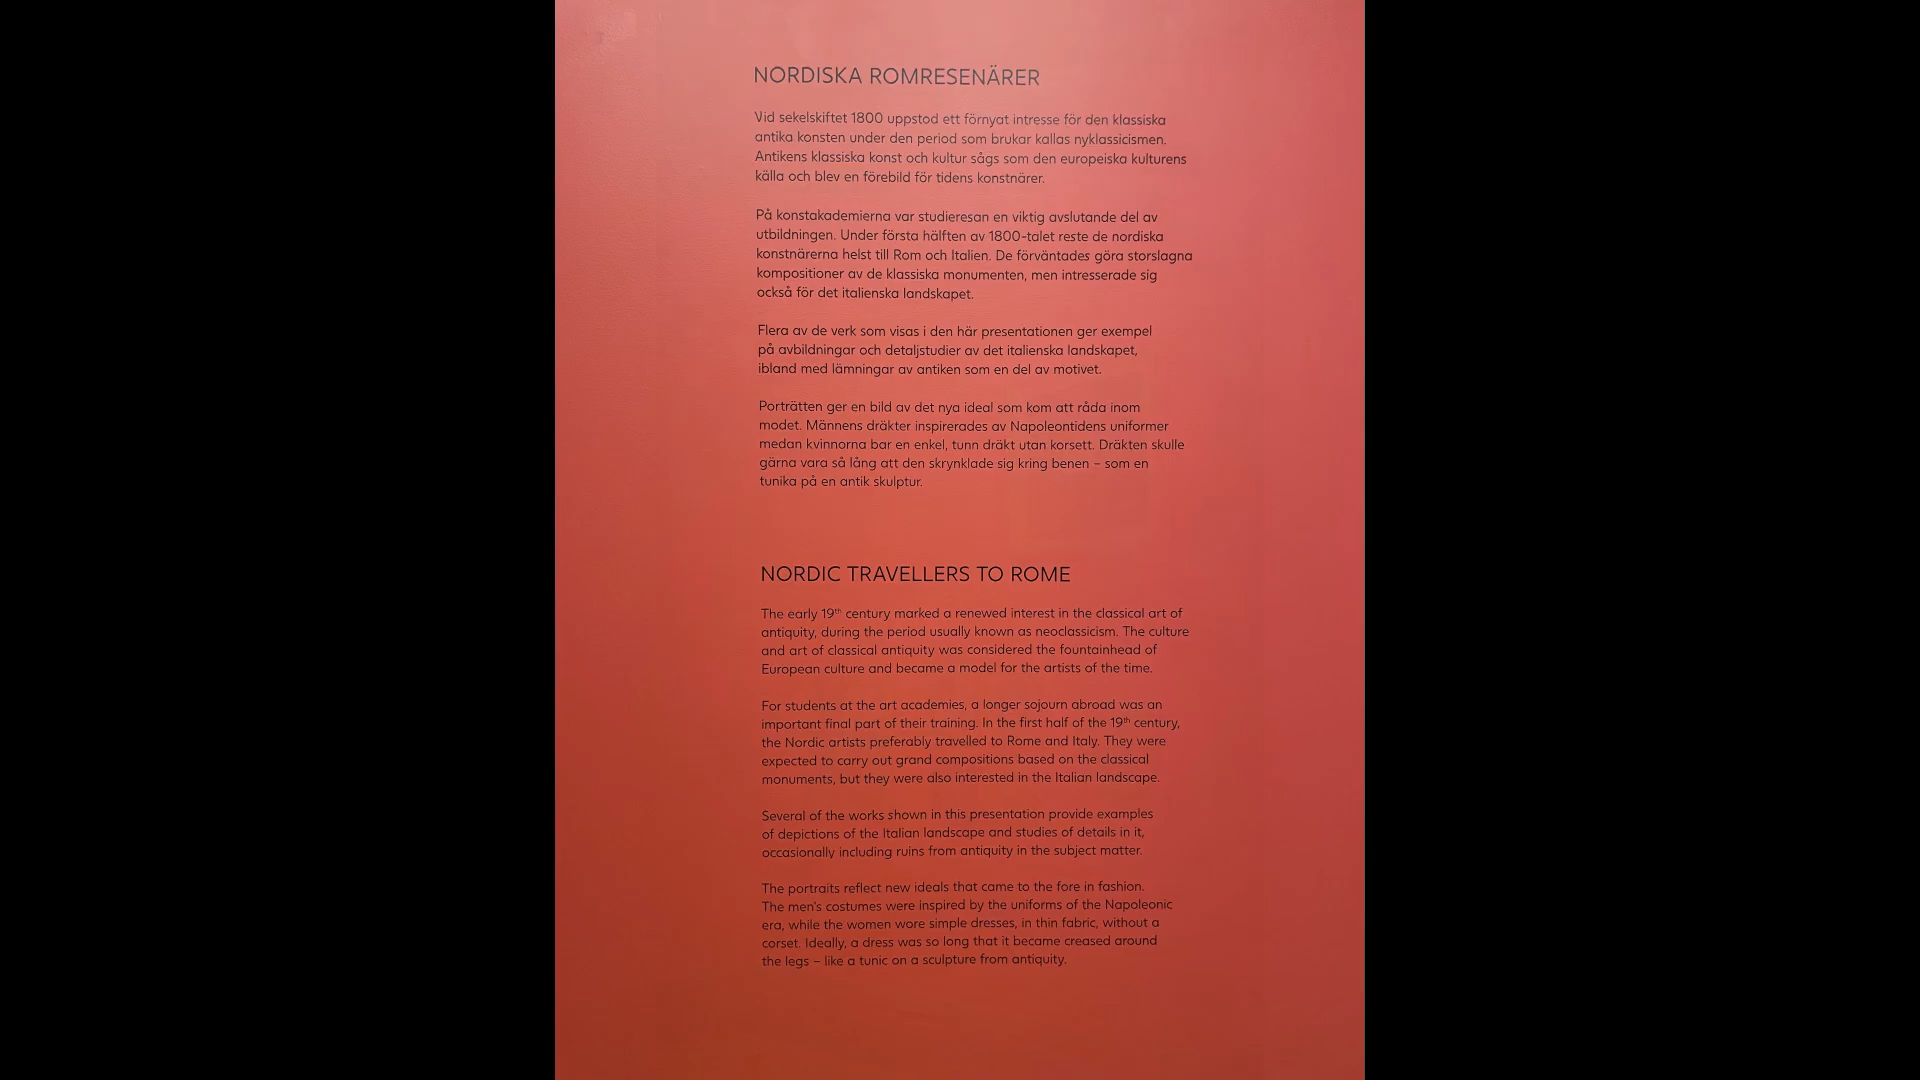 NORDISKA ROMRESENÄRER
Vid sekelskiftet 1800 uppstod ett förnyat intresse för den klassiska
antika konsten under den period som brukar kallas nyklassicismen.
Antikens klassiska konst och kultur sågs som den europeiska kulturens
källa och blev en förebild för tidens konstnärer.
På konstakademierna var studieresan en viktig avslutande del av
utbildningen. Under första hälften av 1800-talet reste de nordiska
konstnärerna helst till Rom och Italien. De förväntades göra storslagna
kompositioner av de klassiska monumenten, men intresserade sig
också för det italienska landskapet.
Flera av de verk som visas i den här presentationen ger exempel
på avbildningar och detaljstudier av det italienska landskapet,
ibland med lämningar av antiken som en del av motivet.
Porträtten ger en bild av det nya ideal som kom att råda inom
modet. Männens dräkter inspirerades av Napoleontidens uniformer
medan kvinnorna bar en enkel, tunn dräkt utan korsett. Dräkten skulle
gärna vara så lång att den skrynklade sig kring benen – som en
tunika på en antik skulptur.
NORDIC TRAVELLERS TO ROME
The early 19th century marked a renewed interest in the classical art of
antiquity, during the period usually known as neoclassicism. The culture
and art of classical antiquity was considered the fountainhead of
European culture and became a model for the artists of the time.
For students at the art academies, a longer sojourn abroad was an
important final part of their training. In the first half of the 19th century,
the Nordic artists preferably travelled to Rome and Italy. They were
expected to carry out grand compositions based on the classical
monuments, but they were also interested in the Italian landscape.
Several of the works shown in this presentation provide examples
of depictions of the Italian landscape and studies of details in it,
occasionally including ruins from antiquity in the subject matter.
The portraits reflect new ideals that came to the fore in fashion.
The men's costumes were inspired by the uniforms of the Napoleonic
era, while the women wore simple dresses, in thin fabric, without a
corset. Ideally, a dress was so long that it became creased around
the legs – like a tunic on a sculpture from antiquity.